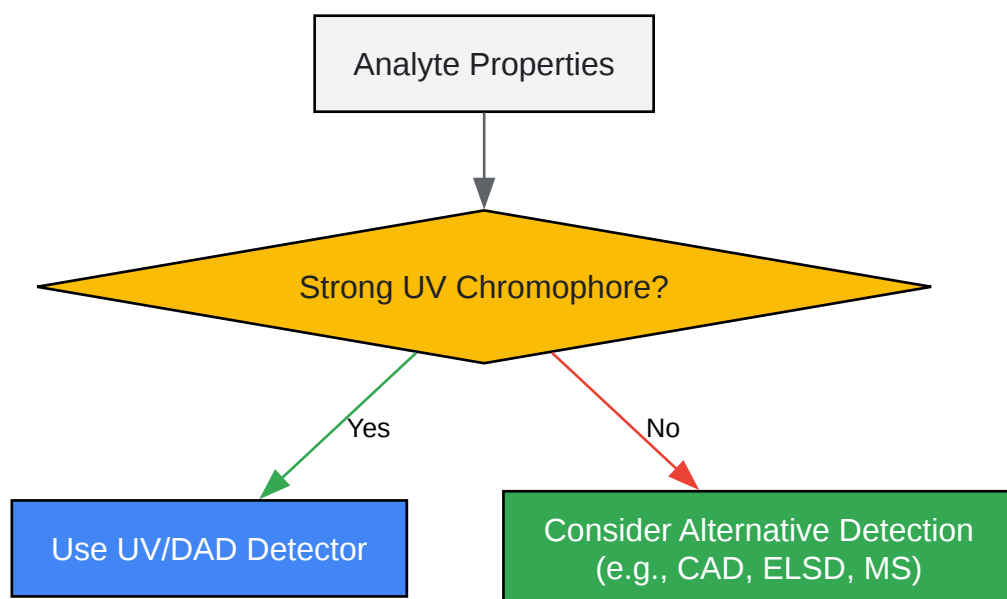 Analyte Properties
Strong UV Chromophore?
Yes
No
Use UV/DAD Detector
Consider Alternative Detection
(e.g., CAD, ELSD, MS)